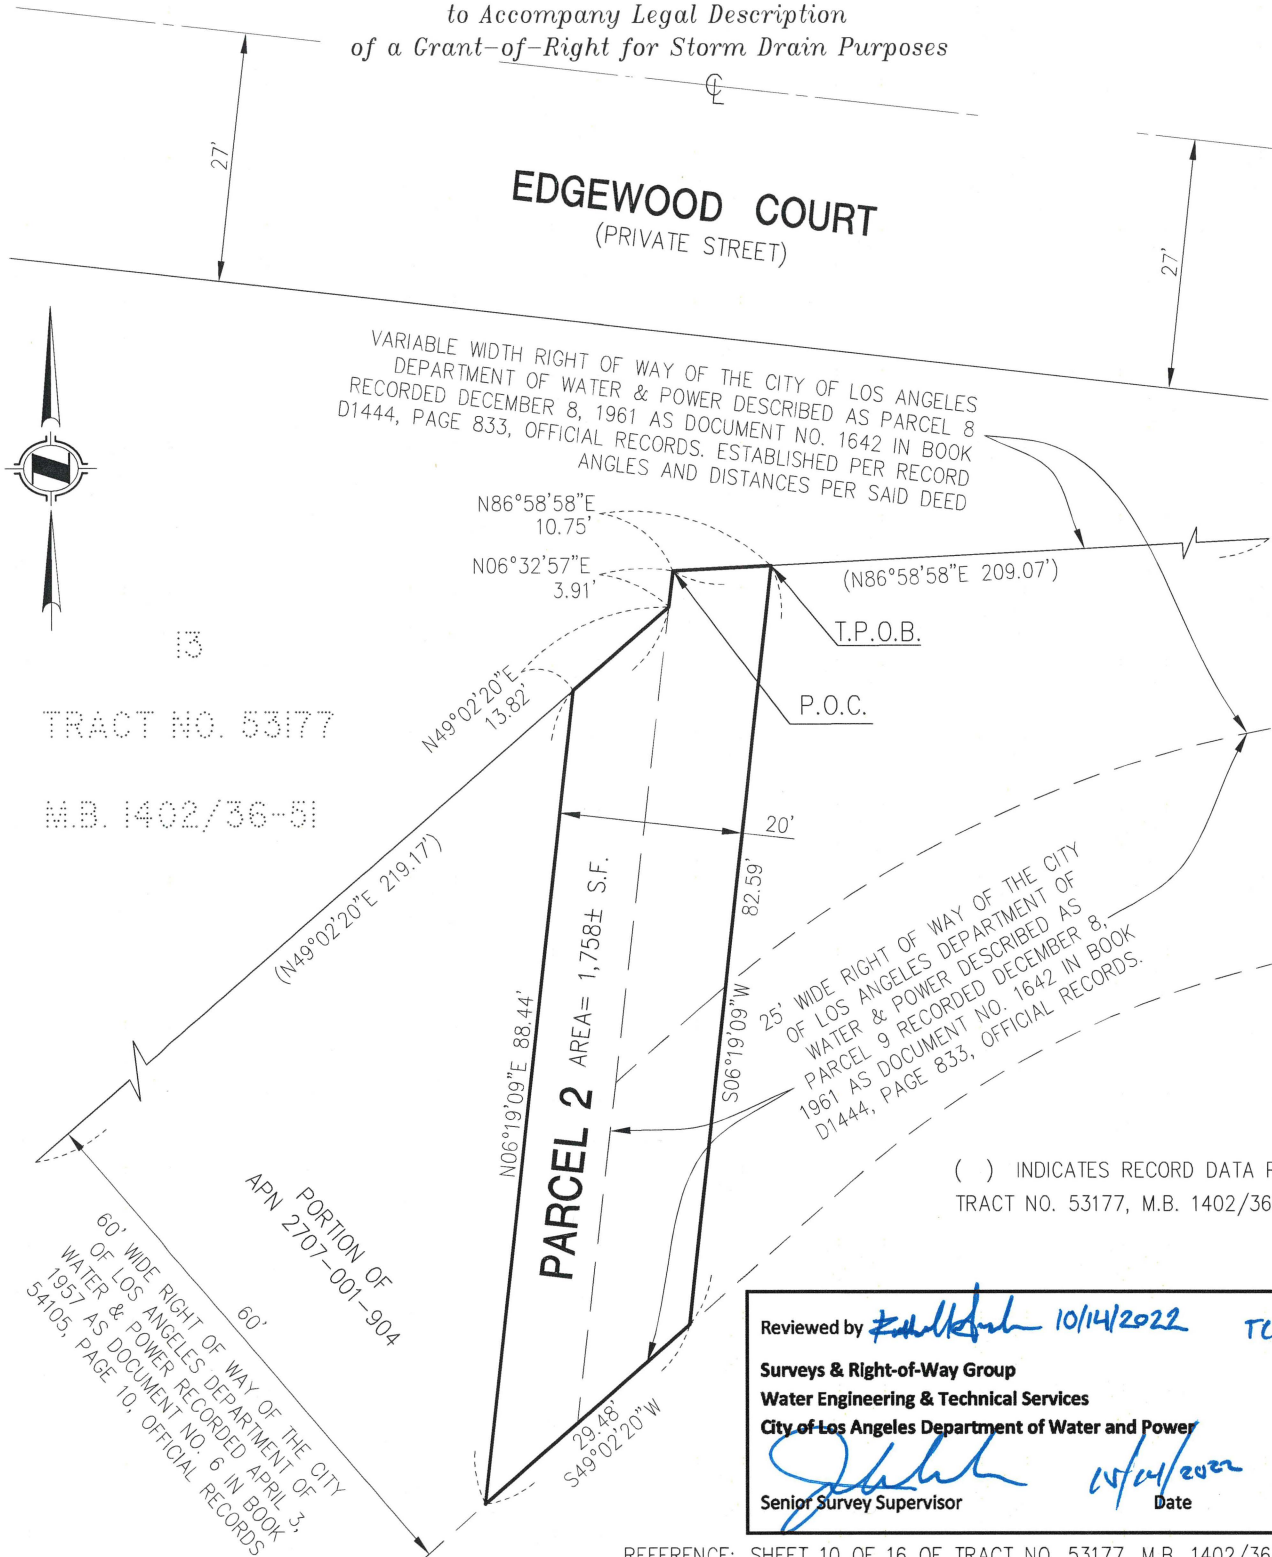 to Accompany Legal Description
of a Grant-of-Right for Storm Drain Purposes
℄
27'
EDGEWOOD COURT
(PRIVATE STREET)
27'
VARIABLE WIDTH RIGHT OF WAY OF THE CITY OF LOS ANGELES
DEPARTMENT OF WATER & POWER DESCRIBED AS PARCEL 8
RECORDED DECEMBER 8, 1961 AS DOCUMENT NO. 1642 IN BOOK
D1444, PAGE 833, OFFICIAL RECORDS. ESTABLISHED PER RECORD
ANGLES AND DISTANCES PER SAID DEED
N86°58'58"E
10.75'
N06°32'57"E
3.91'
(N86°58'58"E 209.07')
T.P.O.B.
P.O.C.
13
TRACT NO. 53177
M.B. 1402/36-51
N49°02'20"E
13.82'
(N49°02'20"E 219.17')
20'
82.59'
S06°19'09"W
N06°19'09"E 88.44'
PARCEL 2 AREA= 1,758± S.F.
25' WIDE RIGHT OF WAY OF THE CITY
OF LOS ANGELES DEPARTMENT OF
WATER & POWER DESCRIBED AS
PARCEL 9 RECORDED DECEMBER 8,
1961 AS DOCUMENT NO. 1642 IN BOOK
D1444, PAGE 833, OFFICIAL RECORDS.
( ) INDICATES RECORD DATA
TRACT NO. 53177, M.B. 1402/36
PORTION OF
APN 2707-001-904
60'
60' WIDE RIGHT OF WAY OF THE CITY
OF LOS ANGELES DEPARTMENT OF
WATER & POWER RECORDED APRIL 3,
1957 AS DOCUMENT NO. 6 IN BOOK
54105, PAGE 10, OFFICIAL RECORDS
29.48'
S49°02'20"W
Reviewed by 10/14/2022
Surveys & Right-of-Way Group
Water Engineering & Technical Services
City of Los Angeles Department of Water and Power
Senior Survey Supervisor Date
REFERENCE: SHEET 10 OF 16 OF TRACT NO. 53177, M.B. 1402/36